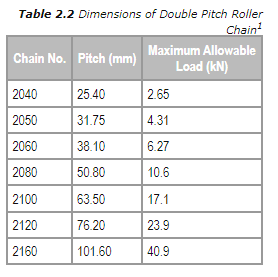 Table 2.2 Dimensions of Double Pitch Roller
Chain1
Chain No. Pitch (mm) Maximum Allowable
Load (kN)
2040 25.40 2.65
2050 31.75 4.31
2060 38.10 6.27
2080 50.80 10.6
2100 63.50 17.1
2120 76.20 23.9
2160 101.60 40.9